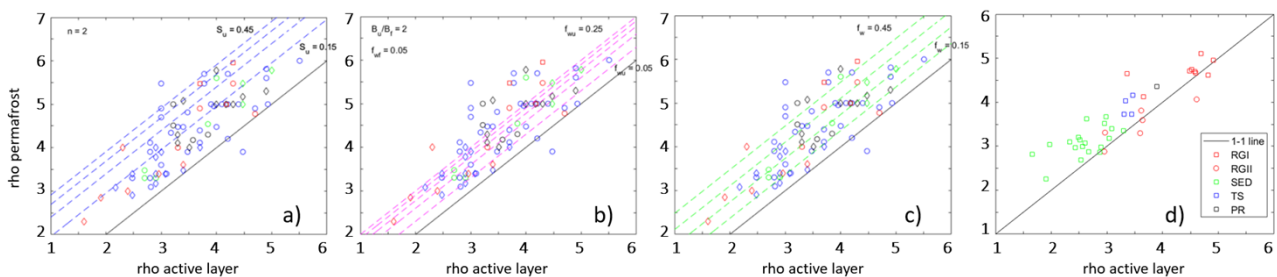 n = 2
S_u = 0.45
S_u = 0.15
7
6
5
4
3
2
rho permafrost
1 2 3 4 5 6
rho active layer
a)
B_u/B_f = 2
f_wf = 0.05
f_wu = 0.25
f_wu = 0.05
7
6
5
4
3
2
1 2 3 4 5 6
rho active layer
b)
f_w = 0.45
f_w = 0.15
7
6
5
4
3
2
1 2 3 4 5 6
rho active layer
c)
6
5
4
3
2
1
1 2 3 4 5 6
rho active layer
d)
1-1 line
RGI
RGII
SED
TS
PR